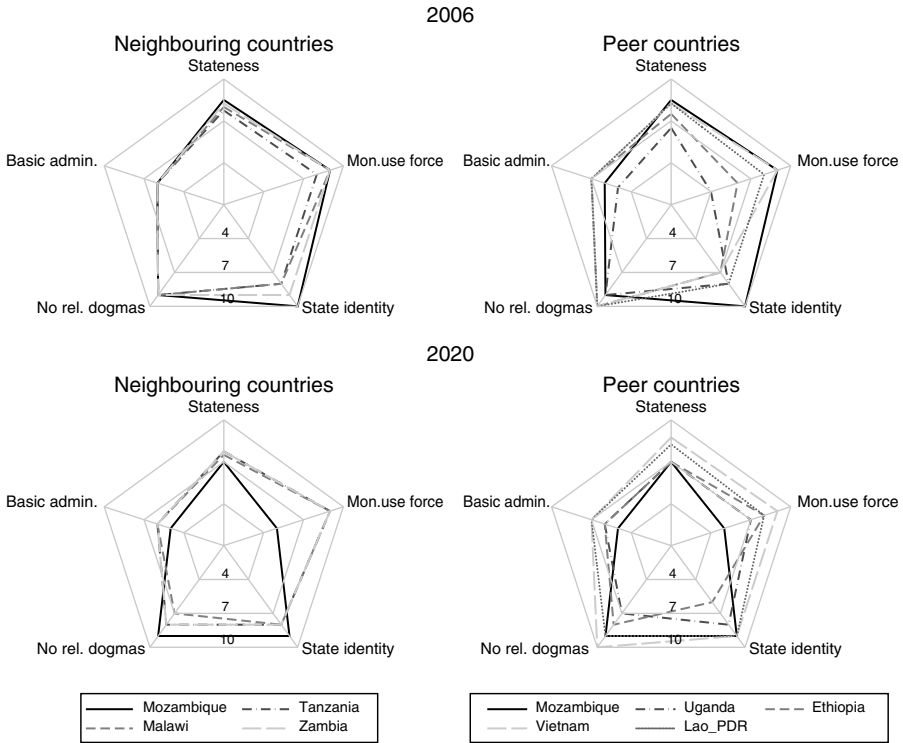 2006
Neighbouring countries
Stateness
Basic admin.
Mon.use force
4
7
10
No rel. dogmas
State identity
Peer countries
Stateness
Basic admin.
Mon.use force
4
7
10
No rel. dogmas
State identity
2020
Neighbouring countries
Stateness
Basic admin.
Mon.use force
4
7
10
No rel. dogmas
State identity
Peer countries
Stateness
Basic admin.
Mon.use force
4
7
10
No rel. dogmas
State identity
Mozambique Tanzania
Malawi Zambia
Mozambique Uganda Ethiopia
Vietnam Lao_PDR